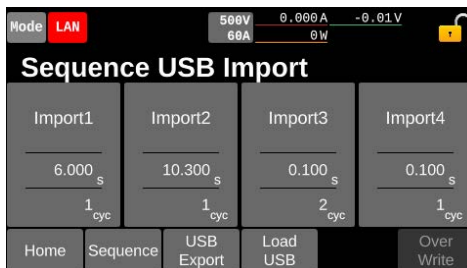 Mode LAN 500V 0.000A -0.01V
60A 0W
Sequence USB Import
Import1 Import2 Import3 Import4
6.000 s 10.300 s 0.100 s 0.100 s
1 cyc 1 cyc 2 cyc 1 cyc
Home Sequence USB Export Load USB Over Write